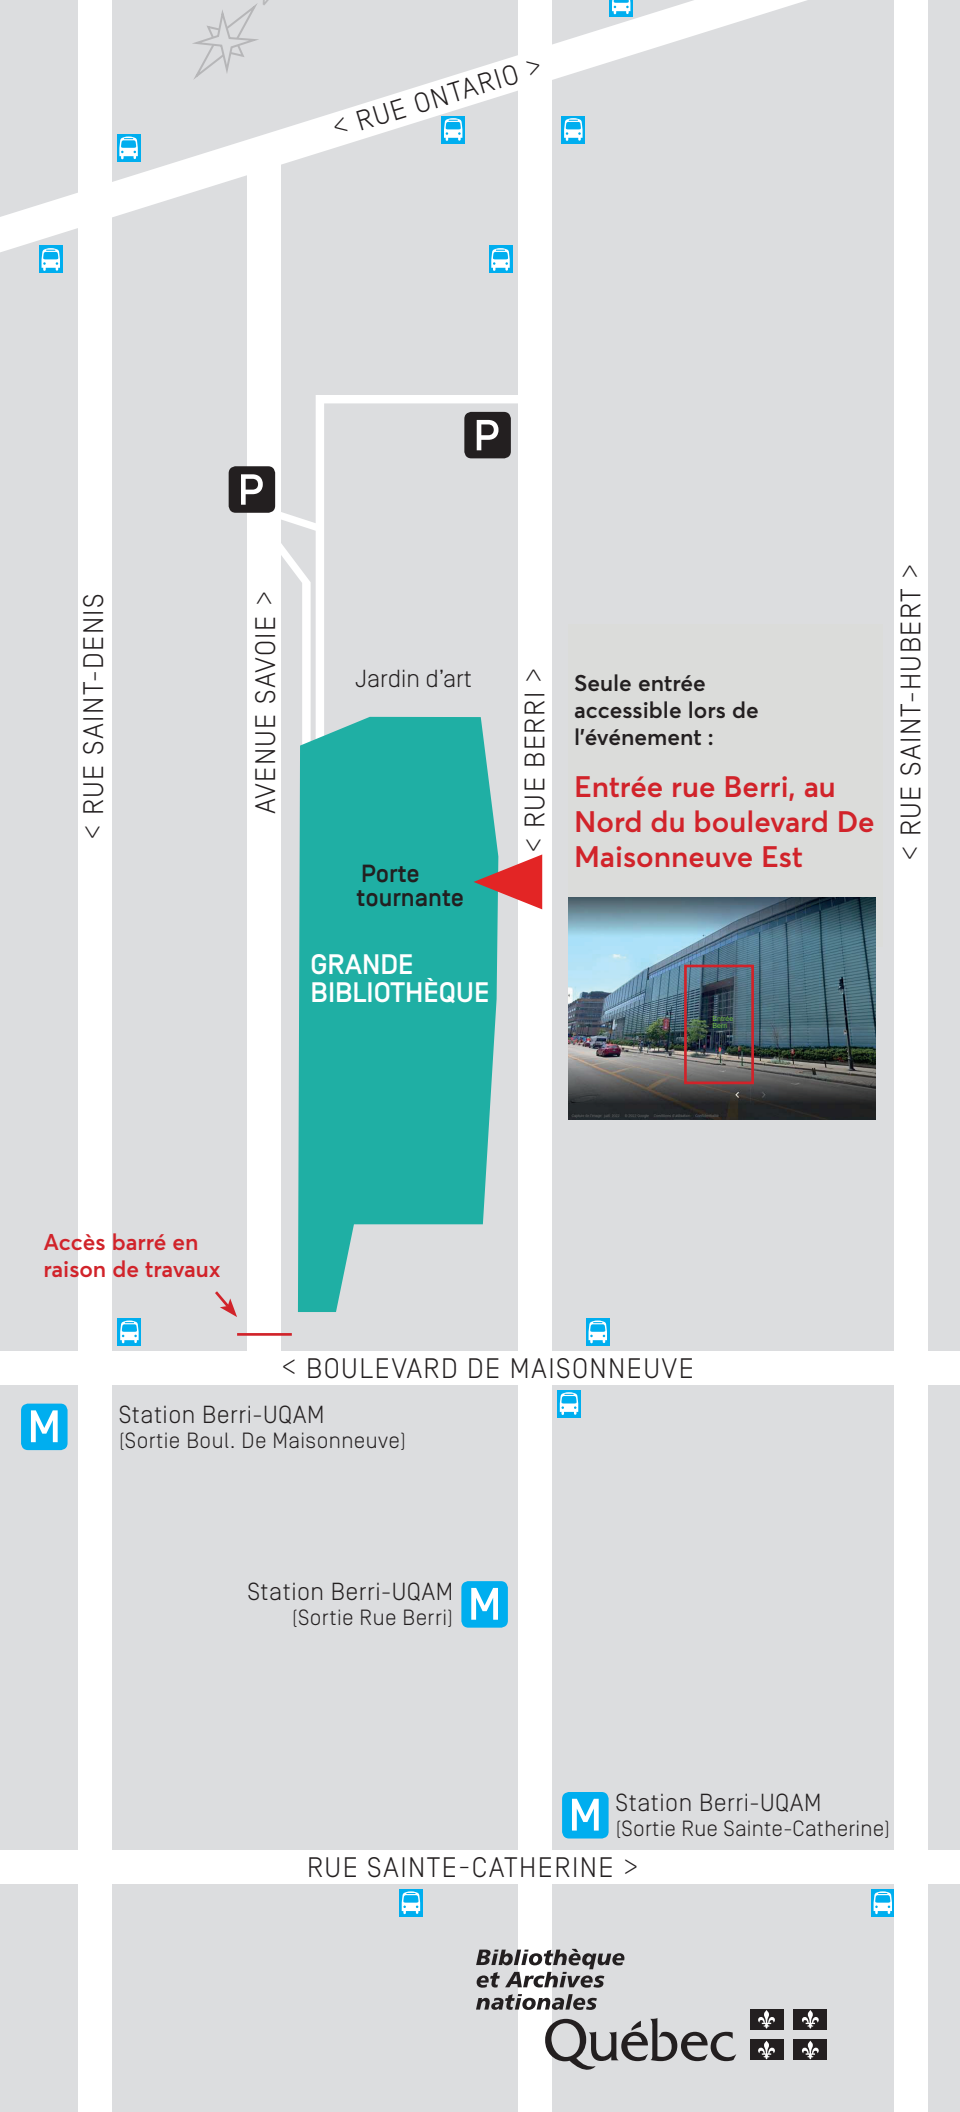 < RUE ONTARIO >
P
P
< RUE SAINT-DENIS
AVENUE SAVOIE >
Jardin d'art
< RUE BERRI >
< RUE SAINT-HUBERT >
Seule entrée
accessible lors de
l'événement :
Entrée rue Berri, au
Nord du boulevard De
Maisonneuve Est
Porte
tournante
GRANDE
BIBLIOTHÈQUE
Entrée
Berri
Accès barré en
raison de travaux
< BOULEVARD DE MAISONNEUVE
M
Station Berri-UQAM
(Sortie Boul. De Maisonneuve)
Station Berri-UQAM
(Sortie Rue Berri)
M
M
Station Berri-UQAM
(Sortie Rue Sainte-Catherine)
RUE SAINTE-CATHERINE >
Bibliothèque
et Archives
nationales
Québec